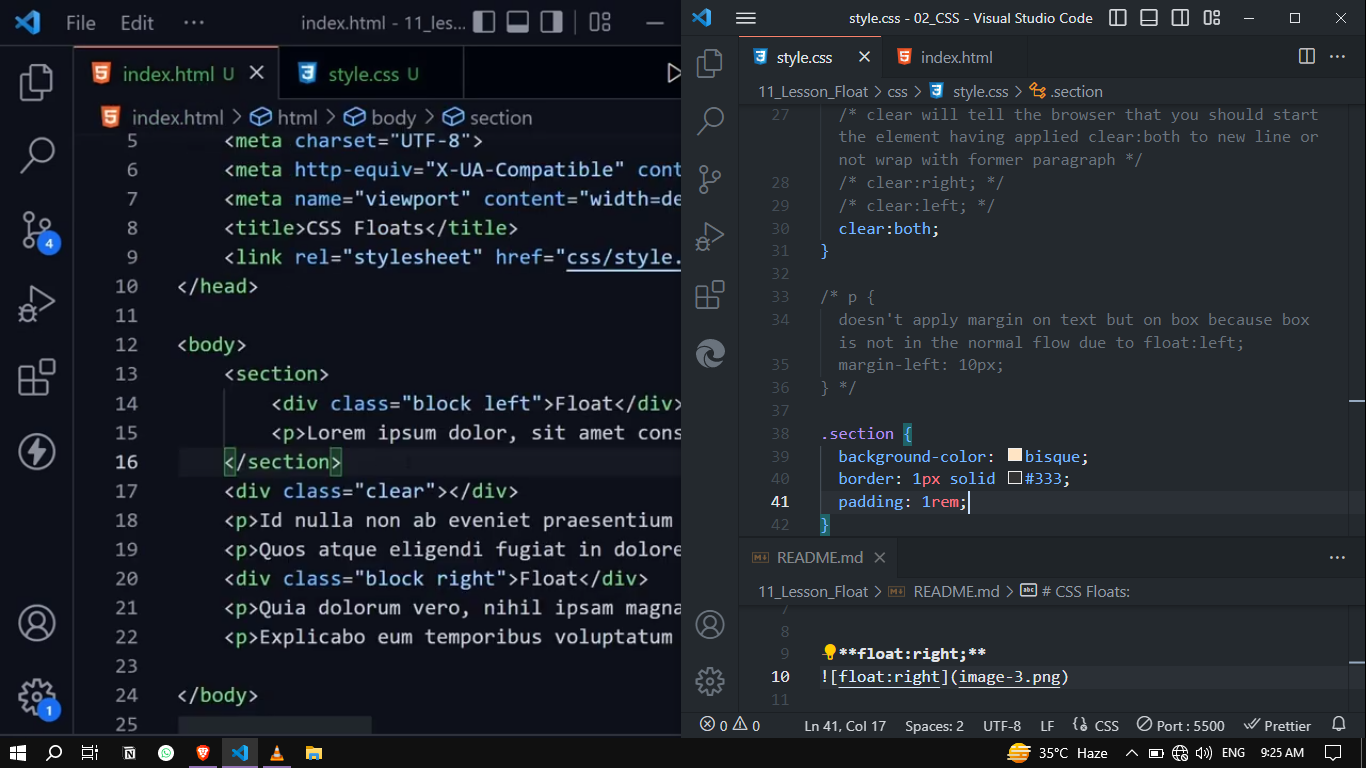 File Edit ··· index.html - 11_les...
index.html U
style.css U
index.html > html > body > section
5 <meta charset="UTF-8">
6 <meta http-equiv="X-UA-Compatible" cont
7 <meta name="viewport" content="width=de
8 <title>CSS Floats</title>
9 <link rel="stylesheet" href="css/style.
10 </head>
11
12 <body>
13 <section>
14 <div class="block left">Float</div>
15 <p>Lorem ipsum dolor, sit amet cons
16 </section>
17 <div class="clear"></div>
18 <p>Id nulla non ab eveniet praesentium
19 <p>Quos atque eligendi fugiat in dolore
20 <div class="block right">Float</div>
21 <p>Quia dolorum vero, nihil ipsam magna
22 <p>Explicabo eum temporibus voluptatum
23
24 </body>
25
4
1
style.css - 02_CSS - Visual Studio Code
style.css
index.html
11_Lesson_Float > css > style.css > .section
27 /* clear will tell the browser that you should start
the element having applied clear:both to new line or
not wrap with former paragraph */
28 /* clear:right; */
29 /* clear:left; */
30 clear:both;
31 }
32
33 /* p {
34 doesn't apply margin on text but on box because box
is not in the normal flow due to float:left;
35 margin-left: 10px;
36 } */
37
38 .section {
39 background-color: bisque;
40 border: 1px solid #333;
41 padding: 1rem;
42 }
README.md
11_Lesson_Float > README.md > # CSS Floats:
7
8
9 **float:right;**
10 ![float:right](image-3.png)
11
0 0 Ln 41, Col 17 Spaces: 2 UTF-8 LF CSS Port : 5500 Prettier
35°C Haze ENG 9:25 AM